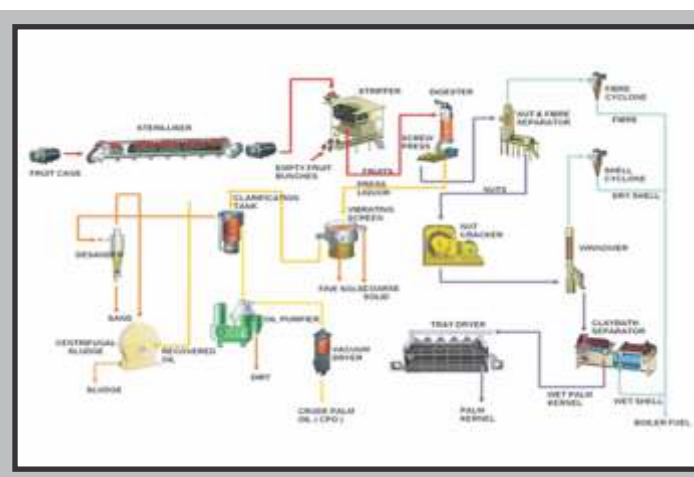 STRIPPER
DIGESTER
FIBRE
CYCLONE
STERILIZER
NUT & FIBRE
SEPARATOR
SCREW
PRESS
FIBRE
FRUIT CAGE
EMPTY FRUIT
BUNCHES
FRUITS
SHELL
CYCLONE
PRESS
LIQUOR
NUTS
DRY SHELL
CLARIFICATION
TANK
VIBRATING
SCREEN
NUT
CRACKER
WINNOWER
DESANDER
FINE SOLID
COARSE
SOLID
SAND
OIL PURIFIER
TRAY DRYER
CLAYBATH
SEPARATOR
CENTRIFUGAL
SLUDGE
RECOVERED
OIL
VACUUM
DRYER
SLUDGE
DIRT
WET PALM
KERNEL
WET SHELL
CRUDE PALM
OIL ( CPO )
PALM
KERNEL
BOILER FUEL